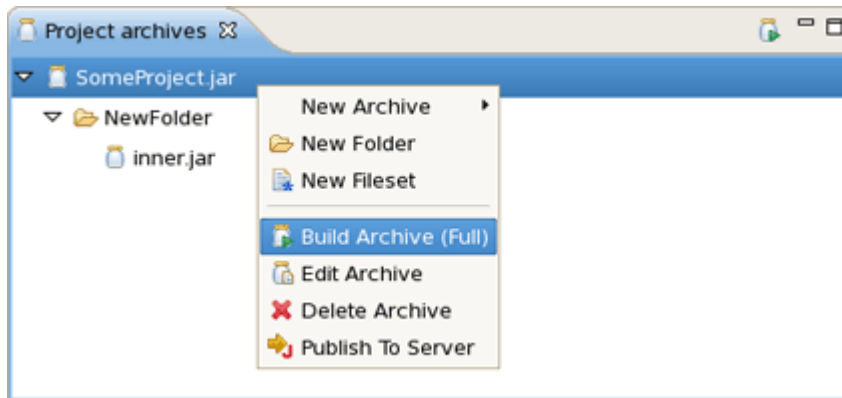 Project archives
SomeProject.jar
NewFolder
inner.jar
New Archive
New Folder
New Fileset
Build Archive (Full)
Edit Archive
Delete Archive
Publish To Server